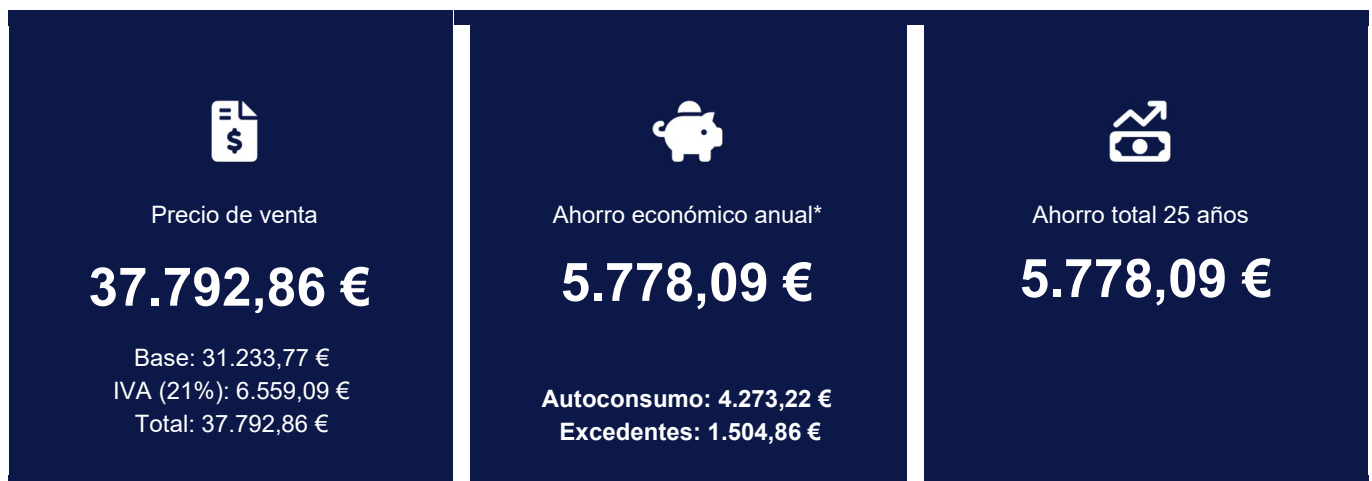 Precio de venta
37.792,86 €
Base: 31.233,77 €
IVA (21%): 6.559,09 €
Total: 37.792,86 €
Ahorro económico anual*
5.778,09 €
Autoconsumo: 4.273,22 €
Excedentes: 1.504,86 €
Ahorro total 25 años
5.778,09 €